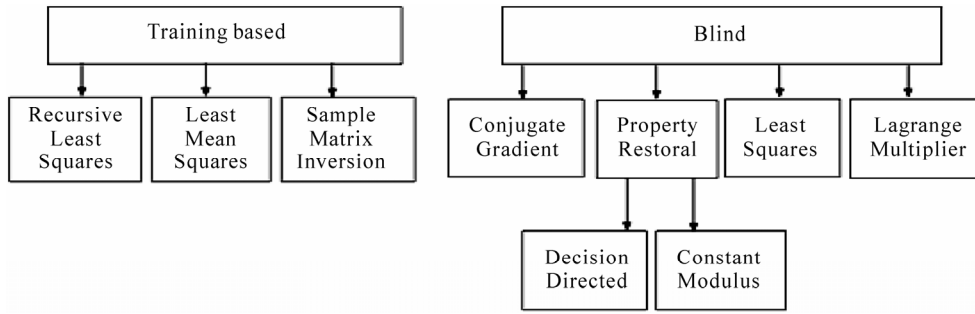 Training based
Recursive
Least
Squares
Least
Mean
Squares
Sample
Matrix
Inversion
Blind
Conjugate
Gradient
Property
Restoral
Least
Squares
Lagrange
Multiplier
Decision
Directed
Constant
Modulus